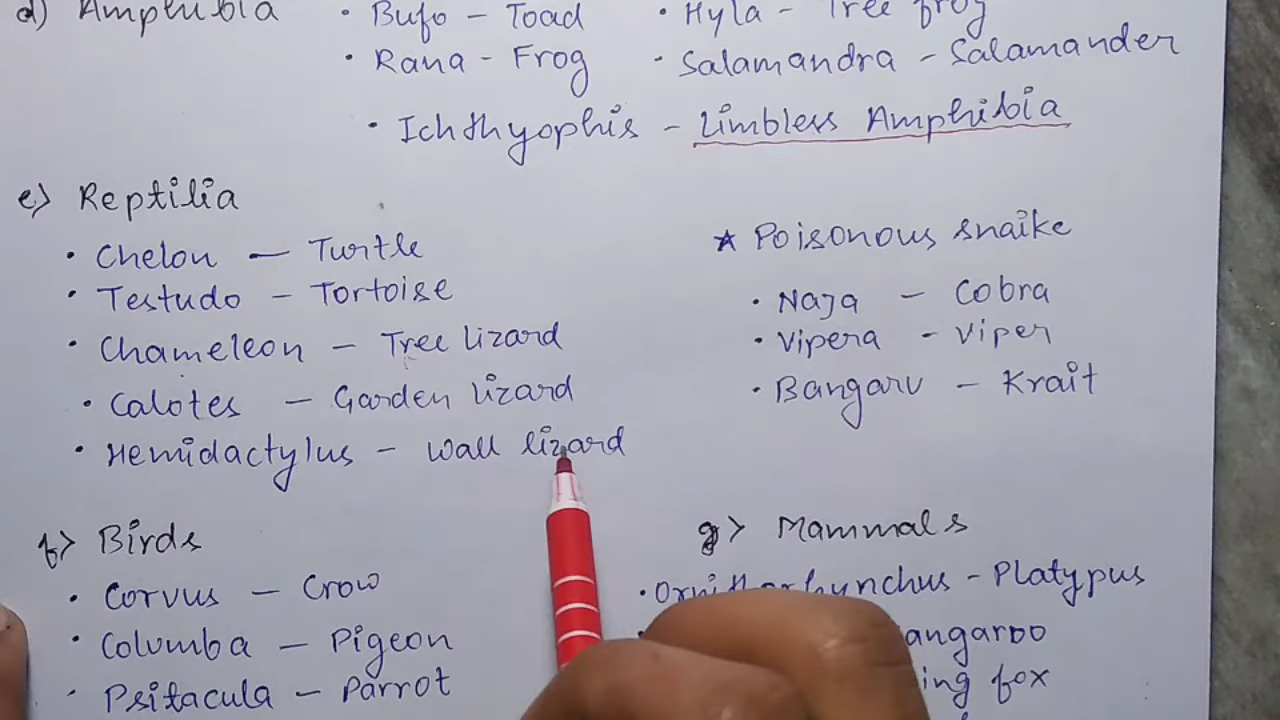 d) Amphibia • Bufo - Toad • Hyla - Tree frog
• Rana - Frog • Salamandra - Salamander
• Ichthyophis - Limbless Amphibia
e) Reptilia
• Chelon — Turtle
• Testudo - Tortoise
• Chameleon - Tree lizard
• Calotes - Garden lizard
• Hemidactylus - Wall lizard
★ Poisonous snaike
• Naja - Cobra
• Vipera - Viper
• Bangaru - Krait
f) Birds
• Corvus - Crow
• Columba - Pigeon
• Psitacula - Parrot
g) Mammals
• Ornithorhynchus - Platypus